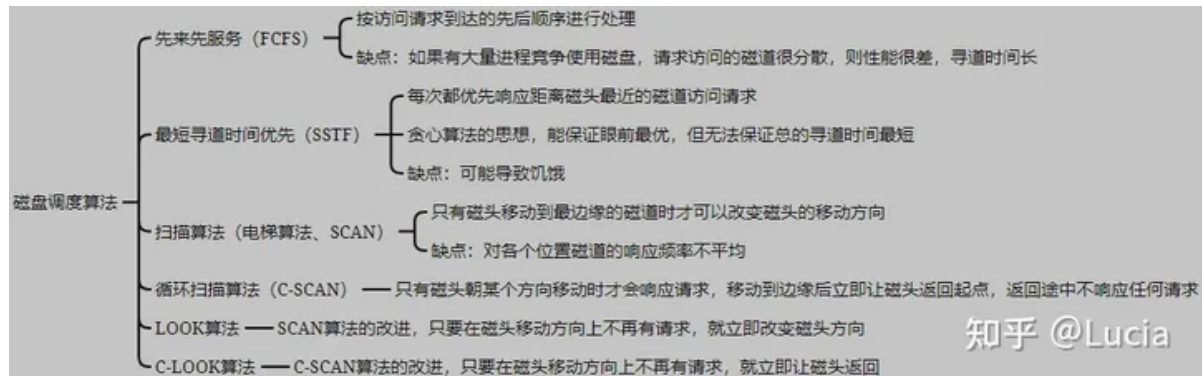 按访问请求到达的先后顺序进行处理
先来先服务（FCFS）
缺点：如果有大量进程竞争使用磁盘，请求访问的磁道很分散，则性能很差，寻道时间长
每次都优先响应距离磁头最近的磁道访问请求
最短寻道时间优先（SSTF）
贪心算法的思想，能保证眼前最优，但无法保证总的寻道时间最短
缺点：可能导致饥饿
磁盘调度算法
只有磁头移动到最边缘的磁道时才可以改变磁头的移动方向
扫描算法（电梯算法、SCAN）
缺点：对各个位置磁道的响应频率不平均
循环扫描算法（C-SCAN）
只有磁头朝某个方向移动时才会响应请求，移动到边缘后立即让磁头返回起点，返回途中不响应任何请求
LOOK算法
SCAN算法的改进，只要在磁头移动方向上不再有请求，就立即改变磁头方向
C-LOOK算法
C-SCAN算法的改进，只要在磁头移动方向上不再有请求，就立即让磁头返回
知乎 @Lucia